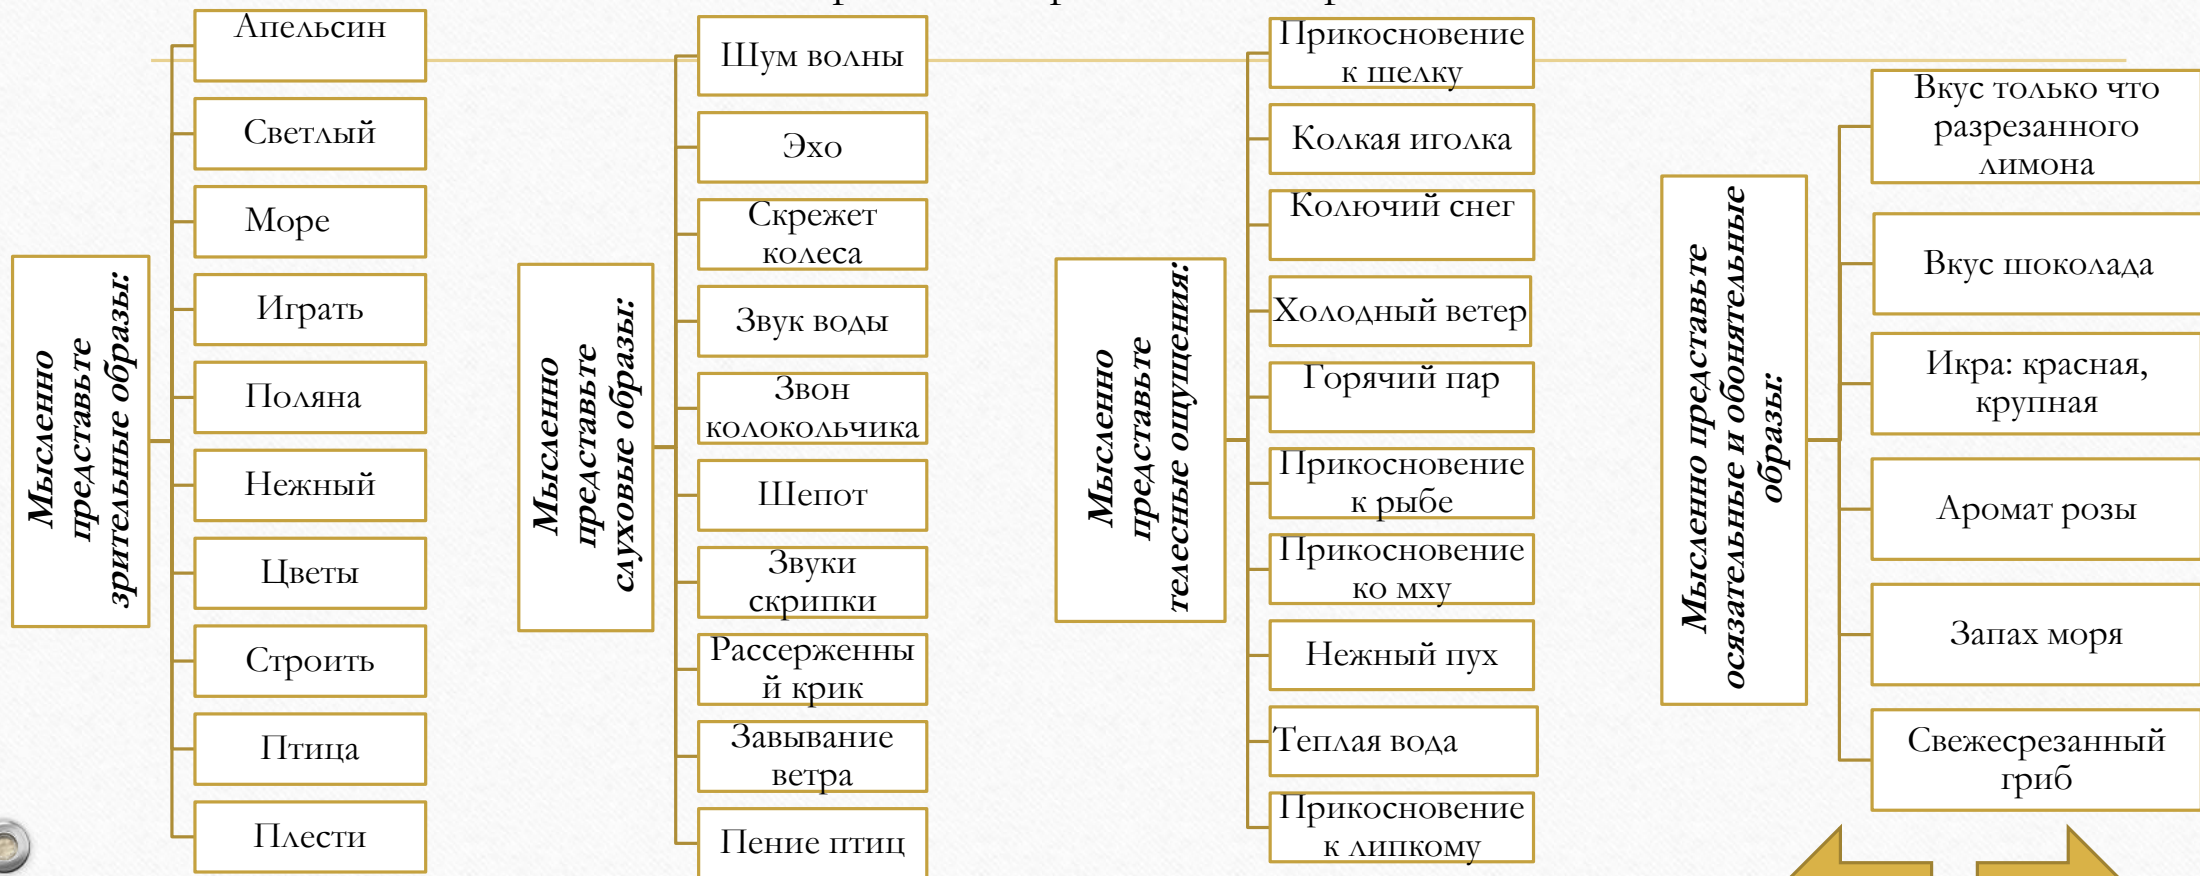 Мысленно
представьте
зрительные образы:
Апельсин
Светлый
Море
Играть
Поляна
Нежный
Цветы
Строить
Птица
Плести
Мысленно
представьте
слуховые образы:
Шум волны
Эхо
Скрежет
колеса
Звук воды
Звон
колокольчика
Шепот
Звуки
скрипки
Рассерженны
й крик
Завывание
ветра
Пение птиц
Мысленно
представьте
телесные ощущения:
Прикосновение
к шелку
Колкая иголка
Колючий снег
Холодный ветер
Горячий пар
Прикосновение
к рыбе
Прикосновение
ко мху
Нежный пух
Теплая вода
Прикосновение
к липкому
Мысленно представьте
осязательные и обонятельные
образы:
Вкус только что
разрезанного
лимона
Вкус шоколада
Икра: красная,
крупная
Аромат розы
Запах моря
Свежесрезанный
гриб